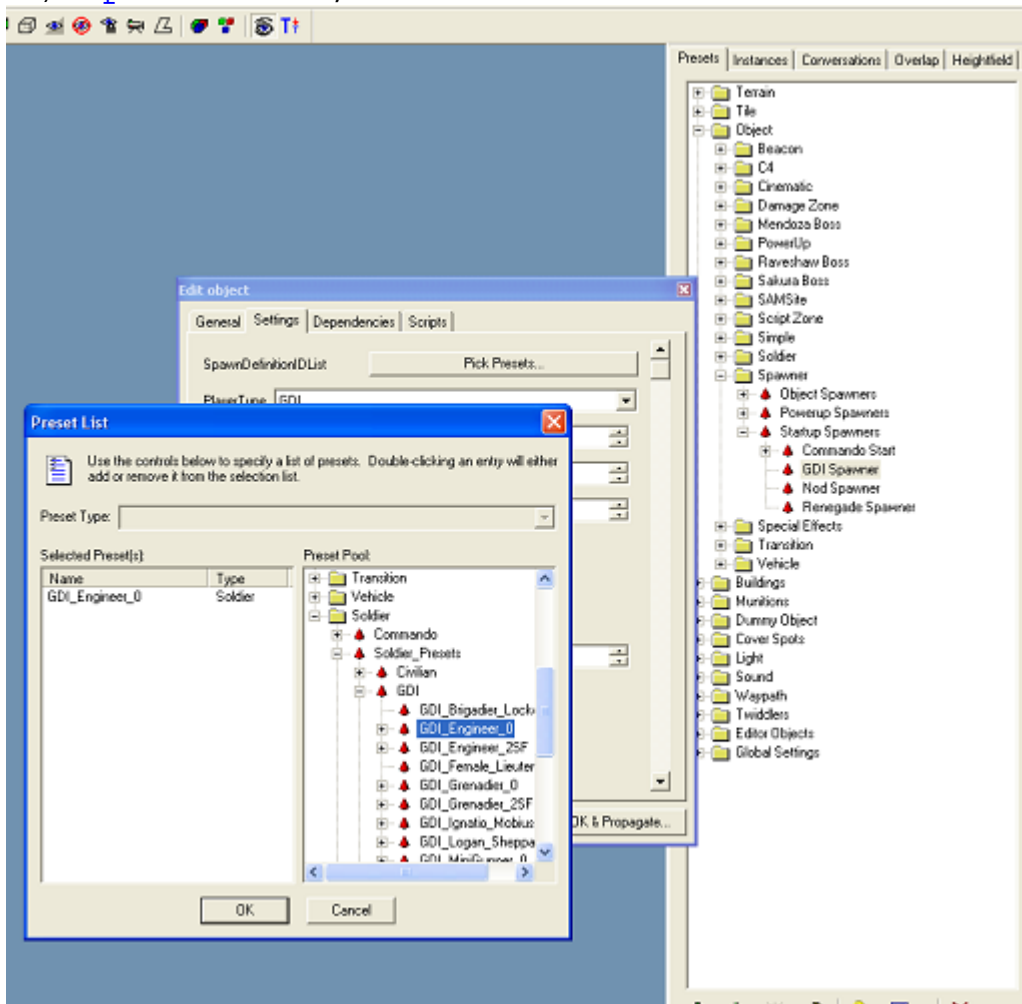 Presets Instances Conversations Overlap Heightfield
Terrain
Tile
Object
Beacon
C4
Cinematic
Damage Zone
Mendoza Boss
PowerUp
Raveshaw Boss
Sakura Boss
SAMSite
Script Zone
Simple
Soldier
Spawner
Object Spawners
Powerup Spawners
Startup Spawners
Commando Start
GDI Spawner
Nod Spawner
Renegade Spawner
Special Effects
Transition
Vehicle
Buildings
Munitions
Dummy Object
Cover Spots
Light
Sound
Waypath
Twiddlers
Editor Objects
Global Settings
Edit object
General Settings Dependencies Scripts
SpawnDefinitionIDList Pick Presets...
PlayerType GDI
OK & Propagate...
Preset List
Use the controls below to specify a list of presets. Double-clicking an entry will either
add or remove it from the selection list.
Preset Type:
Selected Preset(s): Preset Pool:
Name Type
GDI_Engineer_0 Soldier
Transition
Vehicle
Soldier
Commando
Soldier_Presets
Civilian
GDI
GDI_Brigadier_Lock
GDI_Engineer_0
GDI_Engineer_2SF
GDI_Female_Lieuter
GDI_Grenadier_0
GDI_Grenadier_2SF
GDI_Ignatio_Mobius
GDI_Logan_Sheppa
GDI_MiniGunner_0
OK Cancel